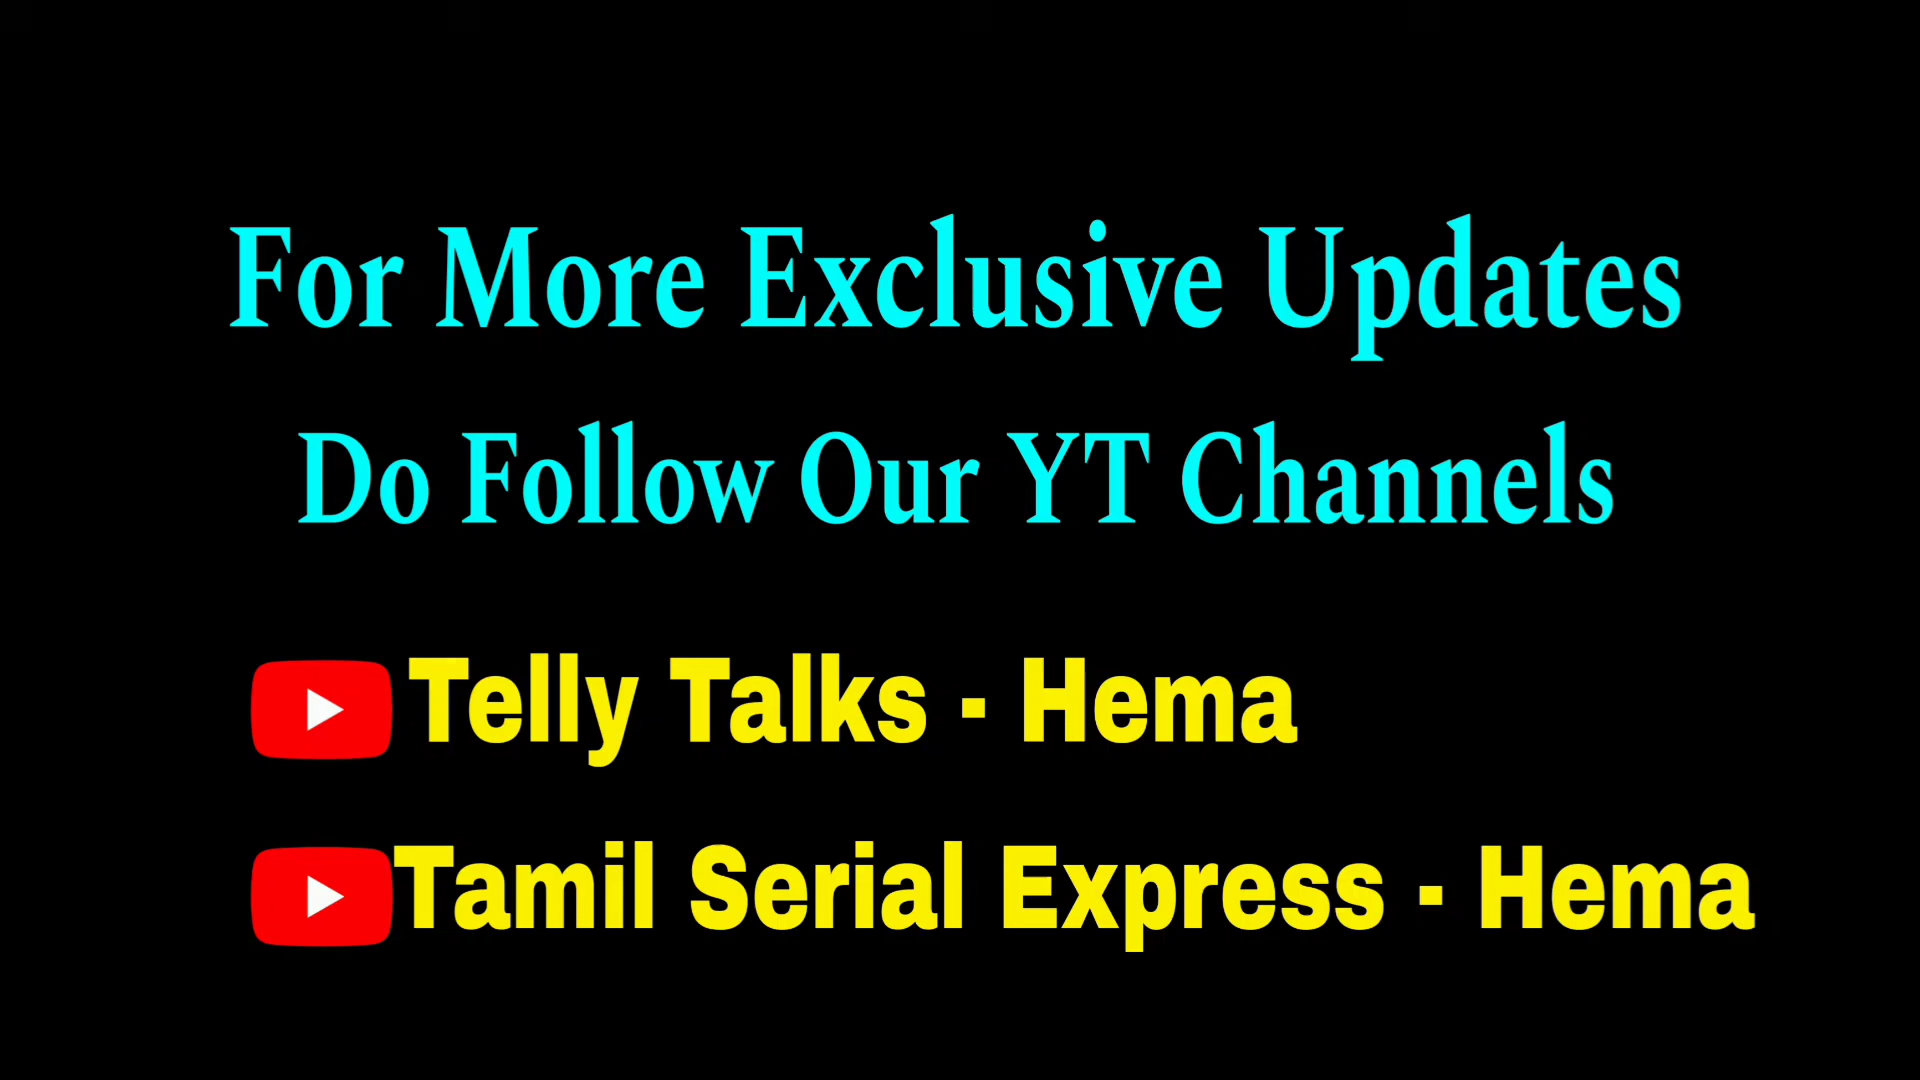 For More Exclusive Updates
Do Follow Our YT Channels
Telly Talks - Hema
Tamil Serial Express - Hema